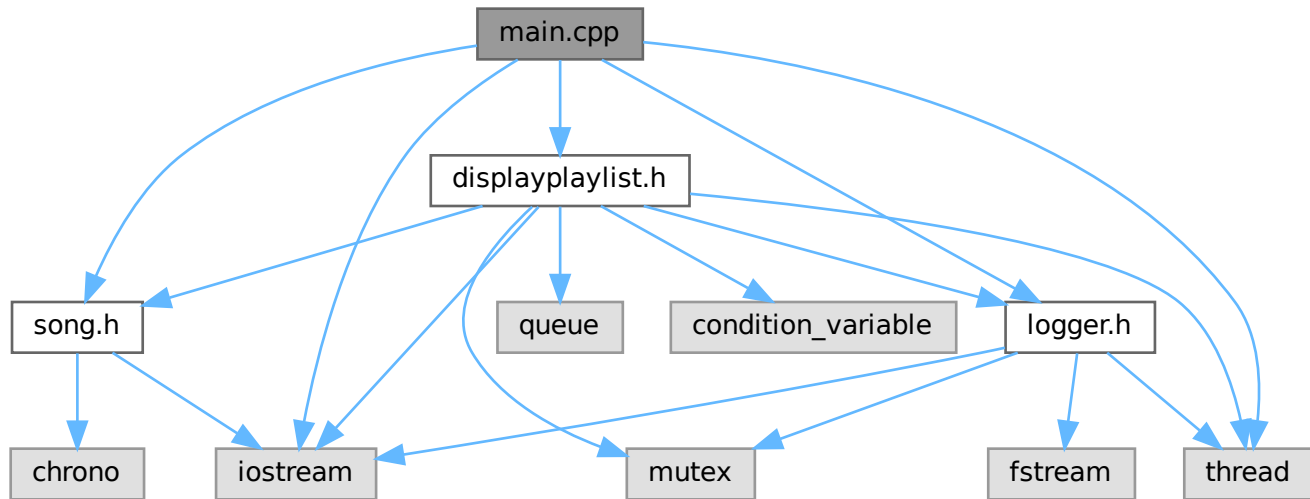 main.cpp
displayplaylist.h
song.h
queue
condition_variable
logger.h
chrono
iostream
mutex
fstream
thread